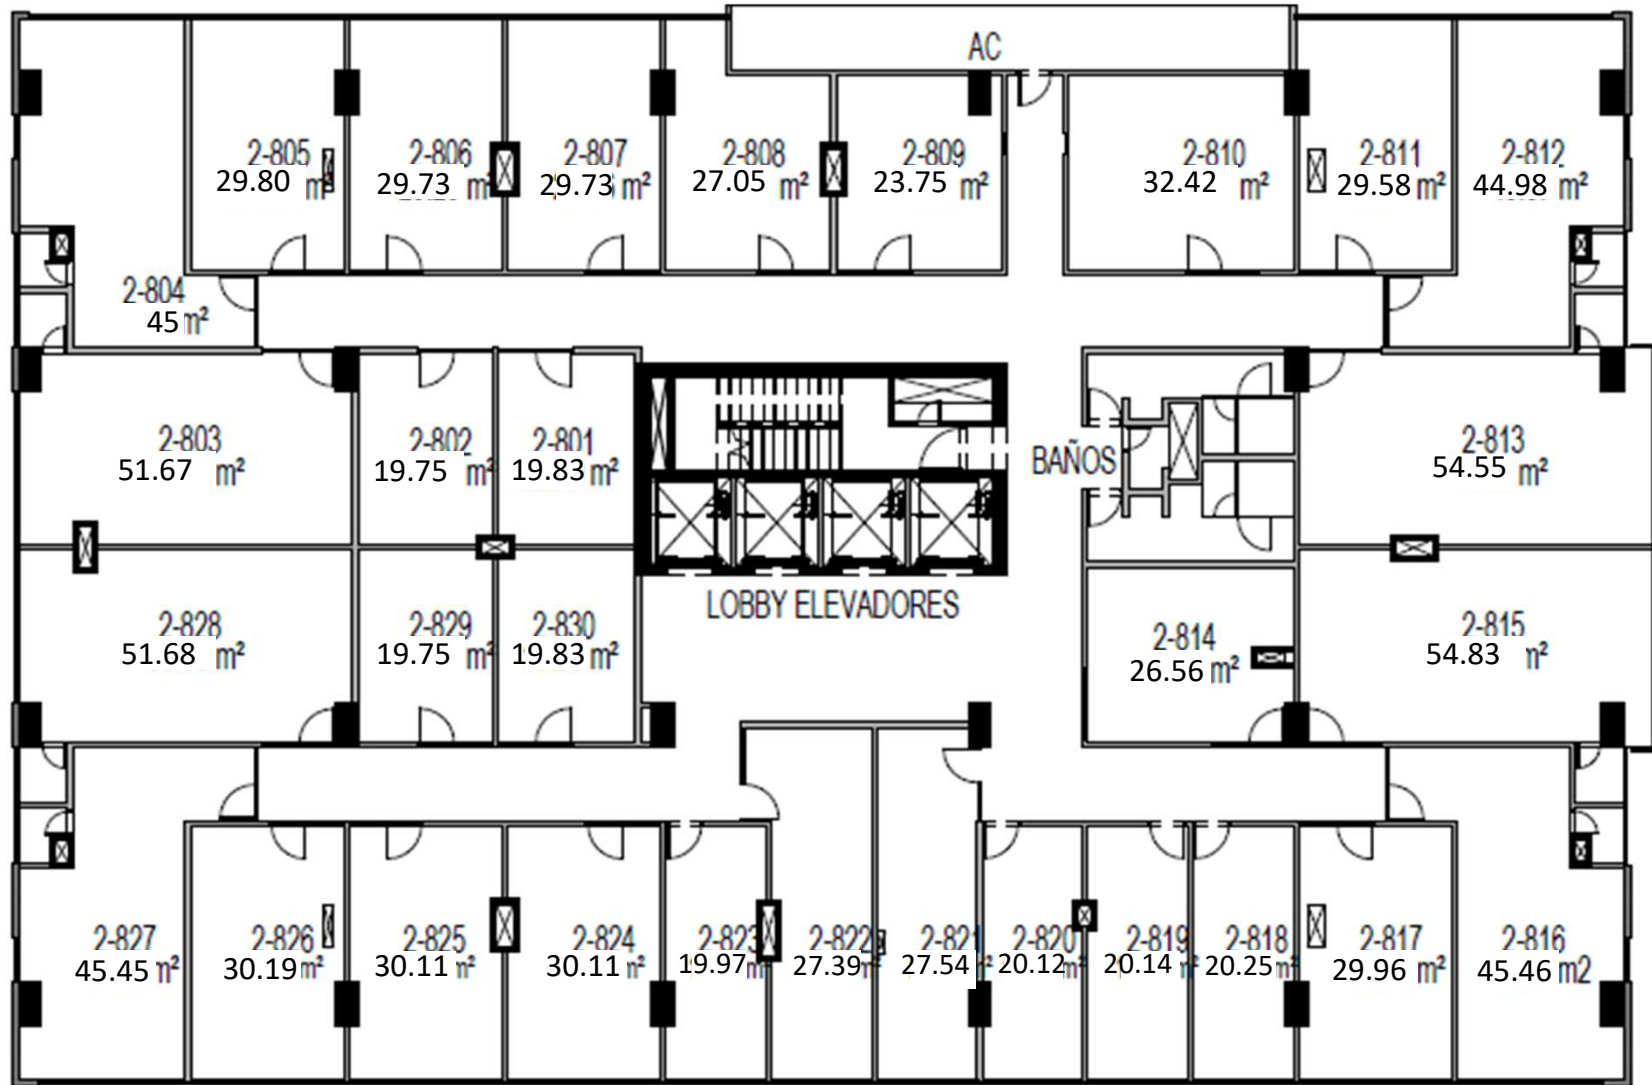 AC
2-805
29.80 m²
2-806
29.73 m²
2-807
29.73 m²
2-808
27.05 m²
2-809
23.75 m²
2-810
32.42 m²
2-811
29.58 m²
2-812
44.98 m²
2-804
45 m²
2-803
51.67 m²
2-802
19.75 m²
2-801
19.83 m²
BAÑOS
2-813
54.55 m²
LOBBY ELEVADORES
2-828
51.68 m²
2-829
19.75 m²
2-830
19.83 m²
2-814
26.56 m²
2-815
54.83 m²
2-827
45.45 m²
2-826
30.19 m²
2-825
30.11 m²
2-824
30.11 m²
2-823
19.97 m²
2-822
27.39 m²
2-821
27.54 m²
2-820
20.12 m²
2-819
20.14 m²
2-818
20.25 m²
2-817
29.96 m²
2-816
45.46 m2